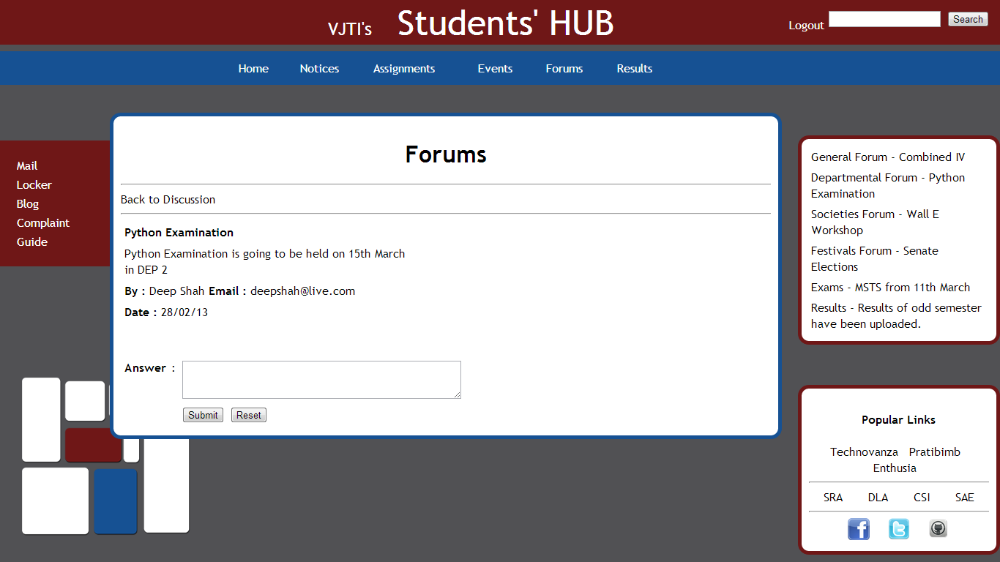 VJTI's Students' HUB
Logout Search
Home Notices Assignments Events Forums Results
Mail
Locker
Blog
Complaint
Guide
Forums
Back to Discussion
Python Examination
Python Examination is going to be held on 15th March
in DEP 2
By : Deep Shah Email : deepshah@live.com
Date : 28/02/13
Answer :
Submit Reset
General Forum - Combined IV
Departmental Forum - Python
Examination
Societies Forum - Wall E
Workshop
Festivals Forum - Senate
Elections
Exams - MSTS from 11th March
Results - Results of odd semester
have been uploaded.
Popular Links
Technovanza Pratibimb
Enthusia
SRA DLA CSI SAE